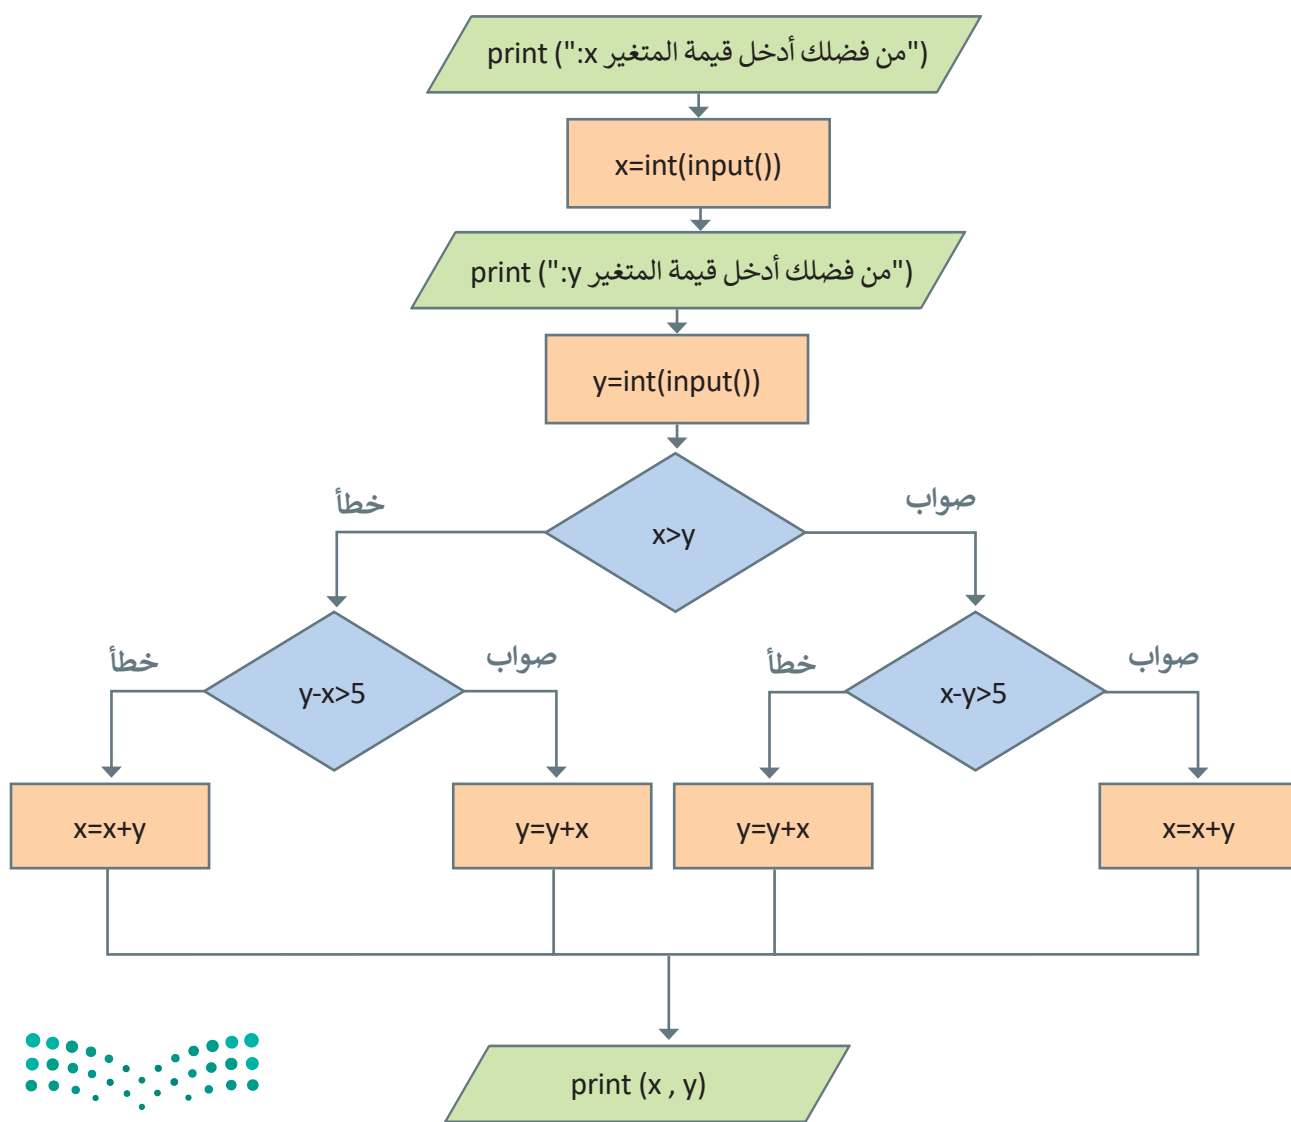 print ("من فضلك أدخل قيمة المتغير x:")
x=int(input())
print ("من فضلك أدخل قيمة المتغير y:")
y=int(input())
x>y
صواب
خطأ
x-y>5
صواب
خطأ
y-x>5
صواب
خطأ
x=x+y
y=y+x
y=y+x
x=x+y
print (x , y)